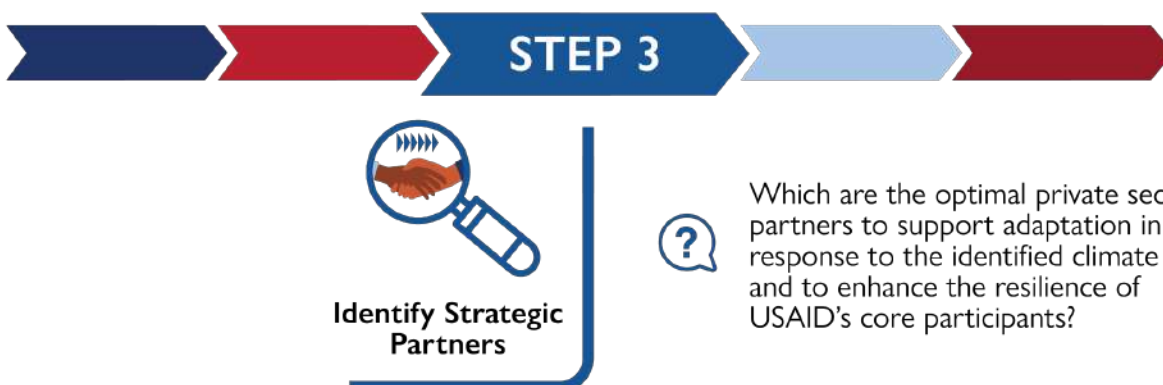 STEP 3
Identify Strategic
Partners
?
Which are the optimal private sec
partners to support adaptation in
response to the identified climate
and to enhance the resilience of
USAID's core participants?